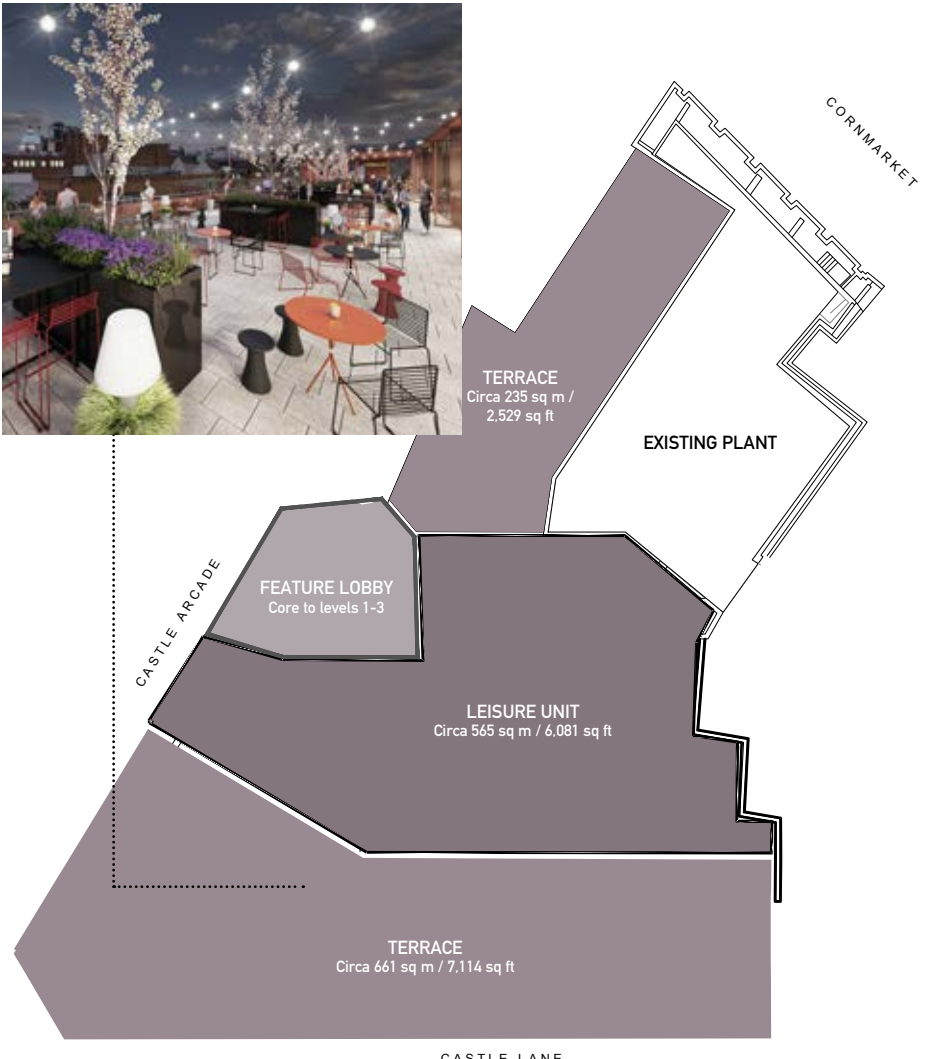 CORNMARKET
TERRACE
Circa 235 sq m /
2,529 sq ft
EXISTING PLANT
CASTLE ARCADE
FEATURE LOBBY
Core to levels 1-3
LEISURE UNIT
Circa 565 sq m / 6,081 sq ft
TERRACE
Circa 661 sq m / 7,114 sq ft
CASTLE LANE